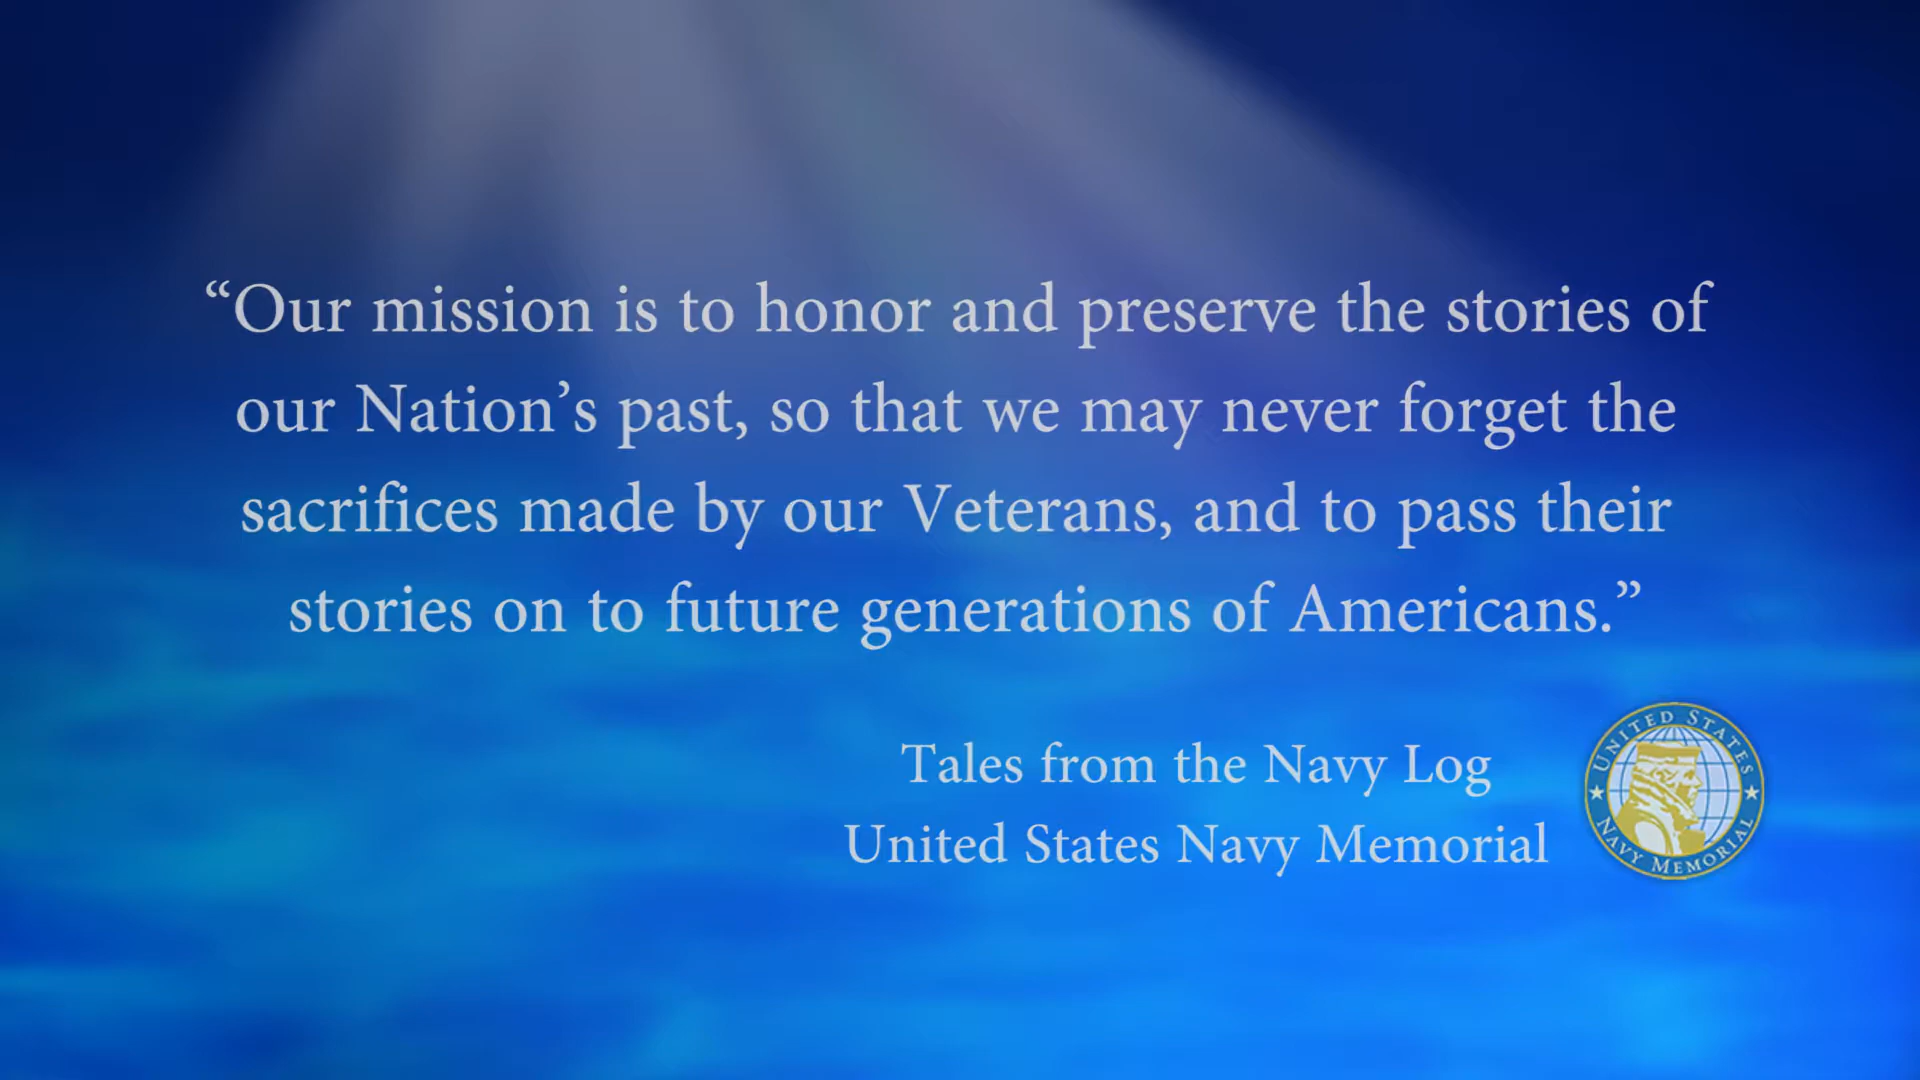 “Our mission is to honor and preserve the stories of
our Nation’s past, so that we may never forget the
sacrifices made by our Veterans, and to pass their
stories on to future generations of Americans.”
Tales from the Navy Log
United States Navy Memorial
UNITED STATES
NAVY MEMORIAL